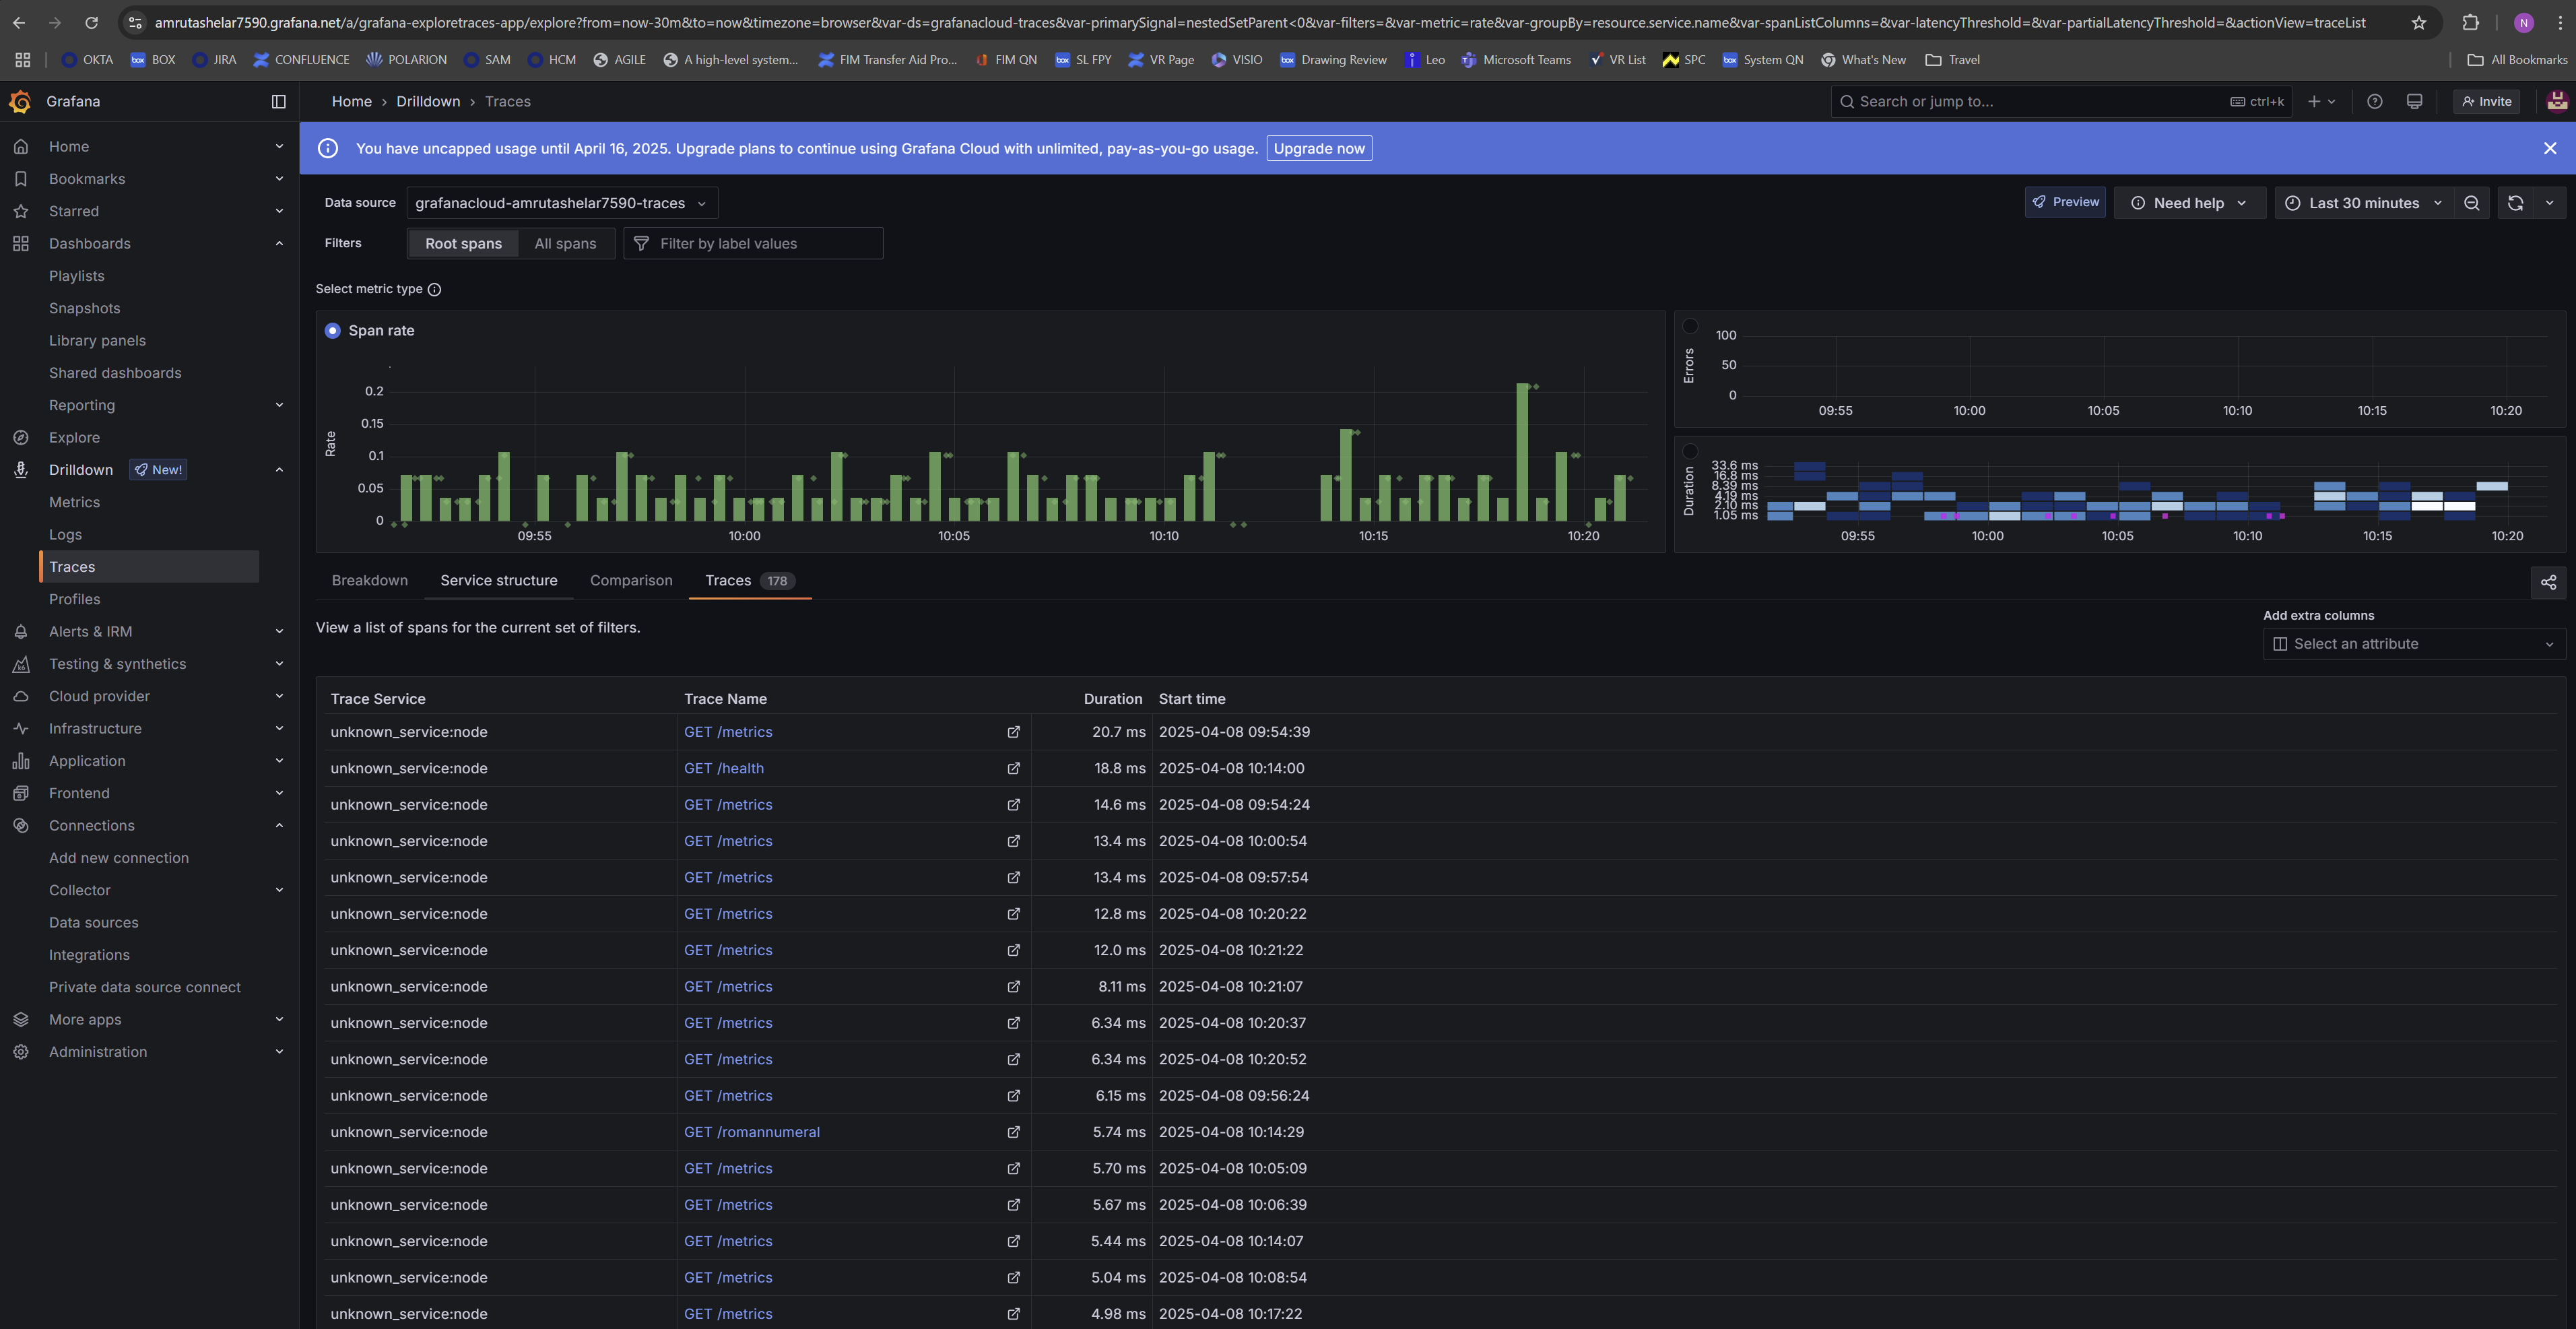 amrutashelar7590.grafana.net/a/grafana-exploretraces-app/explore?from=now-30m&to=now&timezone=browser&var-ds=grafanacloud-traces&var-primarySignal=nestedSetParent<0&var-filters=&var-metric=rate&var-groupBy=resource.service.name&var-spanListColumns=&var-latencyThreshold=&var-partialLatencyThreshold=&actionView=traceList N
OKTA box BOX JIRA CONFLUENCE POLARION SAM HCM AGILE A high-level system... FIM Transfer Aid Pro... FIM QN box SL FPY VR Page VISIO box Drawing Review Leo Microsoft Teams VR List SPC box System QN What's New Travel All Bookmarks
Grafana
Home › Drilldown › Traces
Search or jump to... ctrl+k
Invite
Home
Bookmarks
Starred
Dashboards
Playlists
Snapshots
Library panels
Shared dashboards
Reporting
Explore
Drilldown New!
Metrics
Logs
Traces
Profiles
Alerts & IRM
Testing & synthetics
Cloud provider
Infrastructure
Application
Frontend
Connections
Add new connection
Collector
Data sources
Integrations
Private data source connect
More apps
Administration
You have uncapped usage until April 16, 2025. Upgrade plans to continue using Grafana Cloud with unlimited, pay-as-you-go usage. Upgrade now
Data source grafanacloud-amrutashelar7590-traces
Preview Need help Last 30 minutes
Filters Root spans All spans Filter by label values
Select metric type
Span rate
Rate
0.2
0.15
0.1
0.05
0
09:55 10:00 10:05 10:10 10:15 10:20
Errors
100
50
0
09:55 10:00 10:05 10:10 10:15 10:20
Duration
33.6 ms
16.8 ms
8.39 ms
4.19 ms
2.10 ms
1.05 ms
09:55 10:00 10:05 10:10 10:15 10:20
Breakdown Service structure Comparison Traces 178
View a list of spans for the current set of filters.
Add extra columns
Select an attribute
Trace Service Trace Name Duration Start time
unknown_service:node GET /metrics 20.7 ms 2025-04-08 09:54:39
unknown_service:node GET /health 18.8 ms 2025-04-08 10:14:00
unknown_service:node GET /metrics 14.6 ms 2025-04-08 09:54:24
unknown_service:node GET /metrics 13.4 ms 2025-04-08 10:00:54
unknown_service:node GET /metrics 13.4 ms 2025-04-08 09:57:54
unknown_service:node GET /metrics 12.8 ms 2025-04-08 10:20:22
unknown_service:node GET /metrics 12.0 ms 2025-04-08 10:21:22
unknown_service:node GET /metrics 8.11 ms 2025-04-08 10:21:07
unknown_service:node GET /metrics 6.34 ms 2025-04-08 10:20:37
unknown_service:node GET /metrics 6.34 ms 2025-04-08 10:20:52
unknown_service:node GET /metrics 6.15 ms 2025-04-08 09:56:24
unknown_service:node GET /romannumeral 5.74 ms 2025-04-08 10:14:29
unknown_service:node GET /metrics 5.70 ms 2025-04-08 10:05:09
unknown_service:node GET /metrics 5.67 ms 2025-04-08 10:06:39
unknown_service:node GET /metrics 5.44 ms 2025-04-08 10:14:07
unknown_service:node GET /metrics 5.04 ms 2025-04-08 10:08:54
unknown_service:node GET /metrics 4.98 ms 2025-04-08 10:17:22